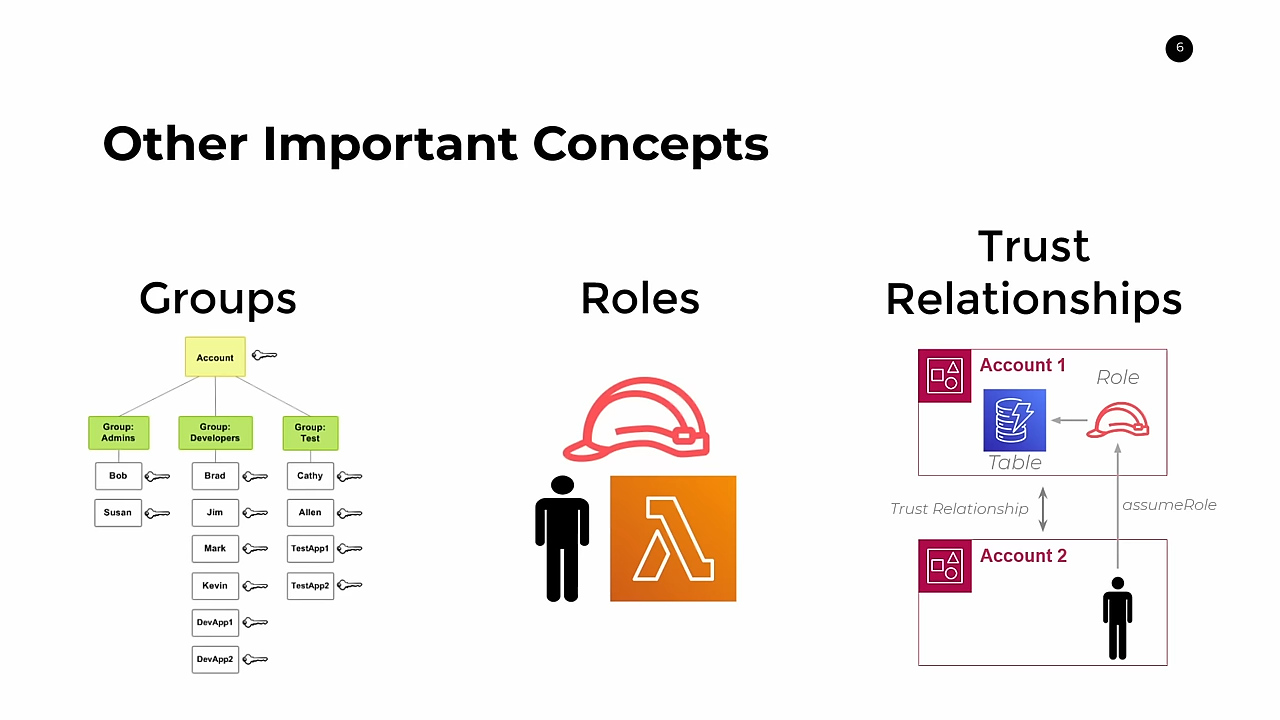 6
Other Important Concepts
Groups
Account
Group:
Admins
Group:
Developers
Group:
Test
Bob
Brad
Cathy
Susan
Jim
Allen
Mark
TestApp1
Kevin
TestApp2
DevApp1
DevApp2
Roles
Trust
Relationships
Account 1
Role
Table
Trust Relationship
assumeRole
Account 2